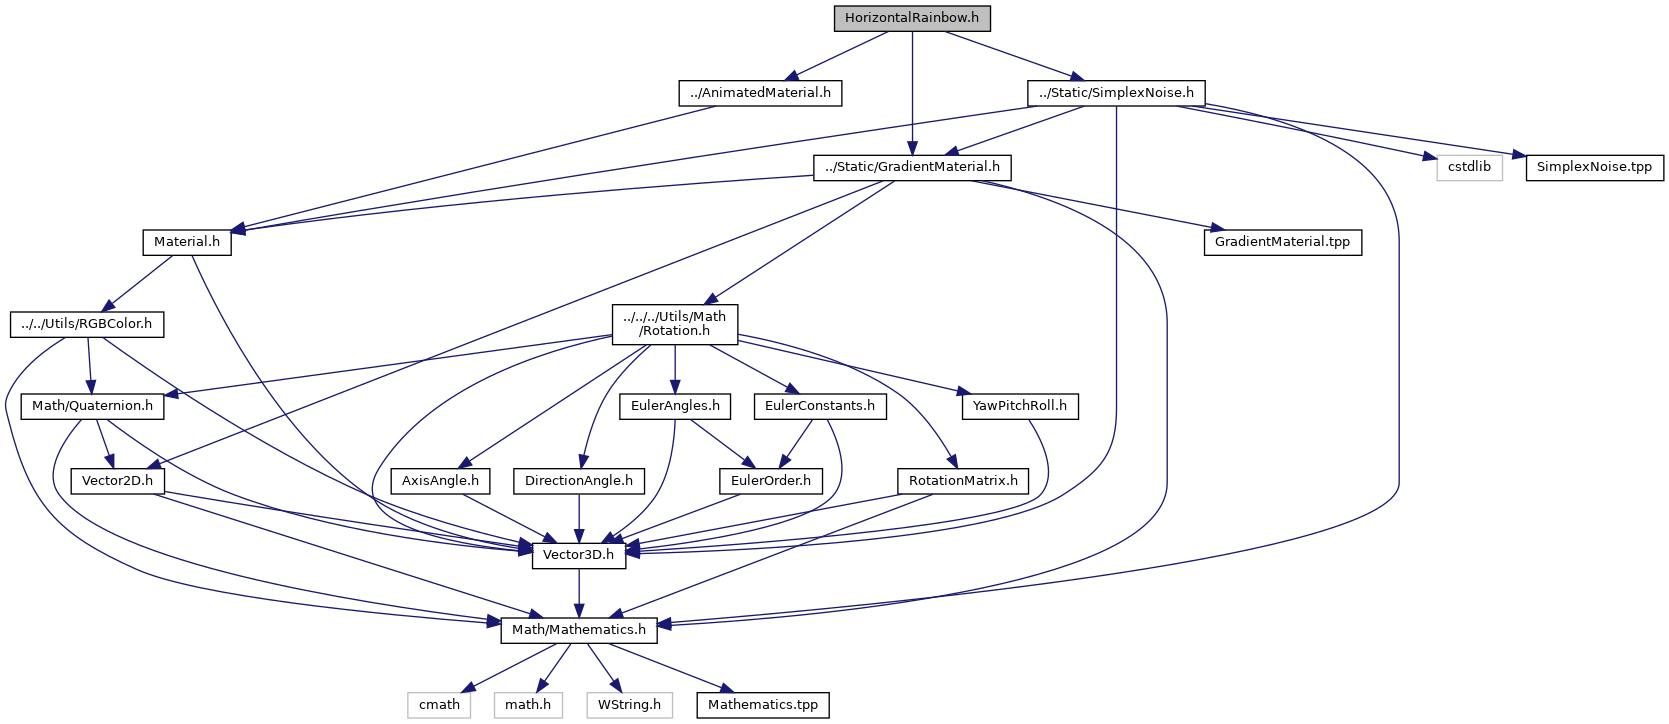 HorizontalRainbow.h
../AnimatedMaterial.h
../Static/SimplexNoise.h
../Static/GradientMaterial.h
cstdlib
SimplexNoise.tpp
Material.h
GradientMaterial.tpp
../../Utils/RGBColor.h
../../../Utils/Math
/Rotation.h
Math/Quaternion.h
EulerAngles.h
EulerConstants.h
YawPitchRoll.h
Vector2D.h
AxisAngle.h
DirectionAngle.h
EulerOrder.h
RotationMatrix.h
Vector3D.h
Math/Mathematics.h
cmath
math.h
WString.h
Mathematics.tpp